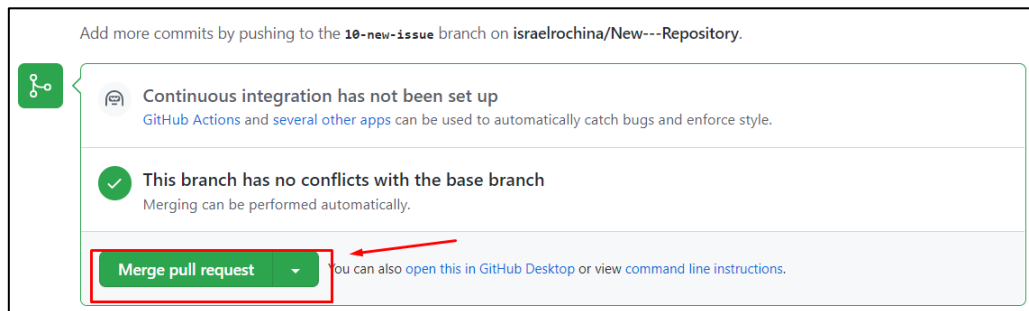 Add more commits by pushing to the 10-new-issue branch on israelrochina/New---Repository.
Continuous integration has not been set up
GitHub Actions and several other apps can be used to automatically catch bugs and enforce style.
This branch has no conflicts with the base branch
Merging can be performed automatically.
Merge pull request You can also open this in GitHub Desktop or view command line instructions.